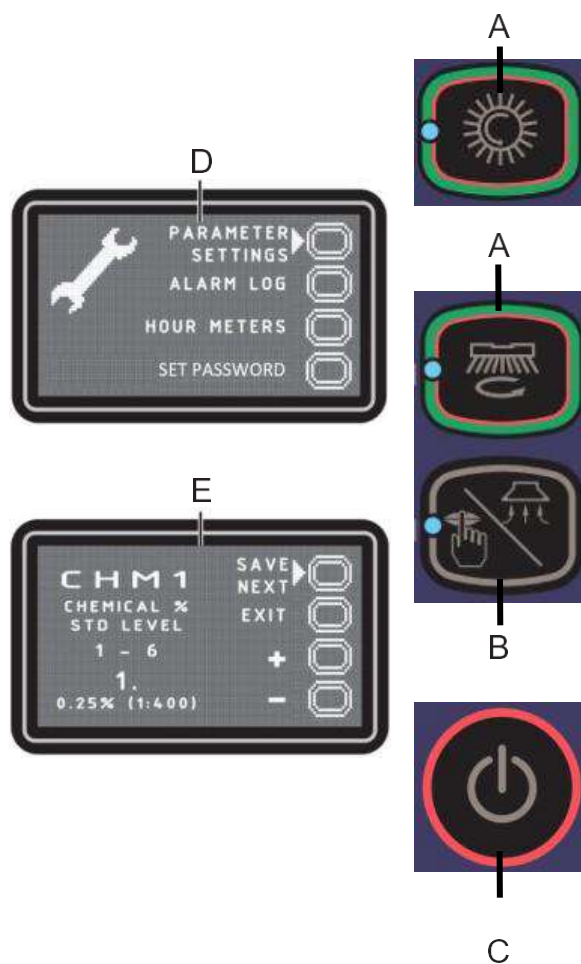 A
D
PARAMETER
SETTINGS
ALARM LOG
HOUR METERS
SET PASSWORD
A
E
CHM1
CHEMICAL %
STD LEVEL
1 - 6
1.
0.25% (1:400)
SAVE
NEXT
EXIT
+
-
B
C